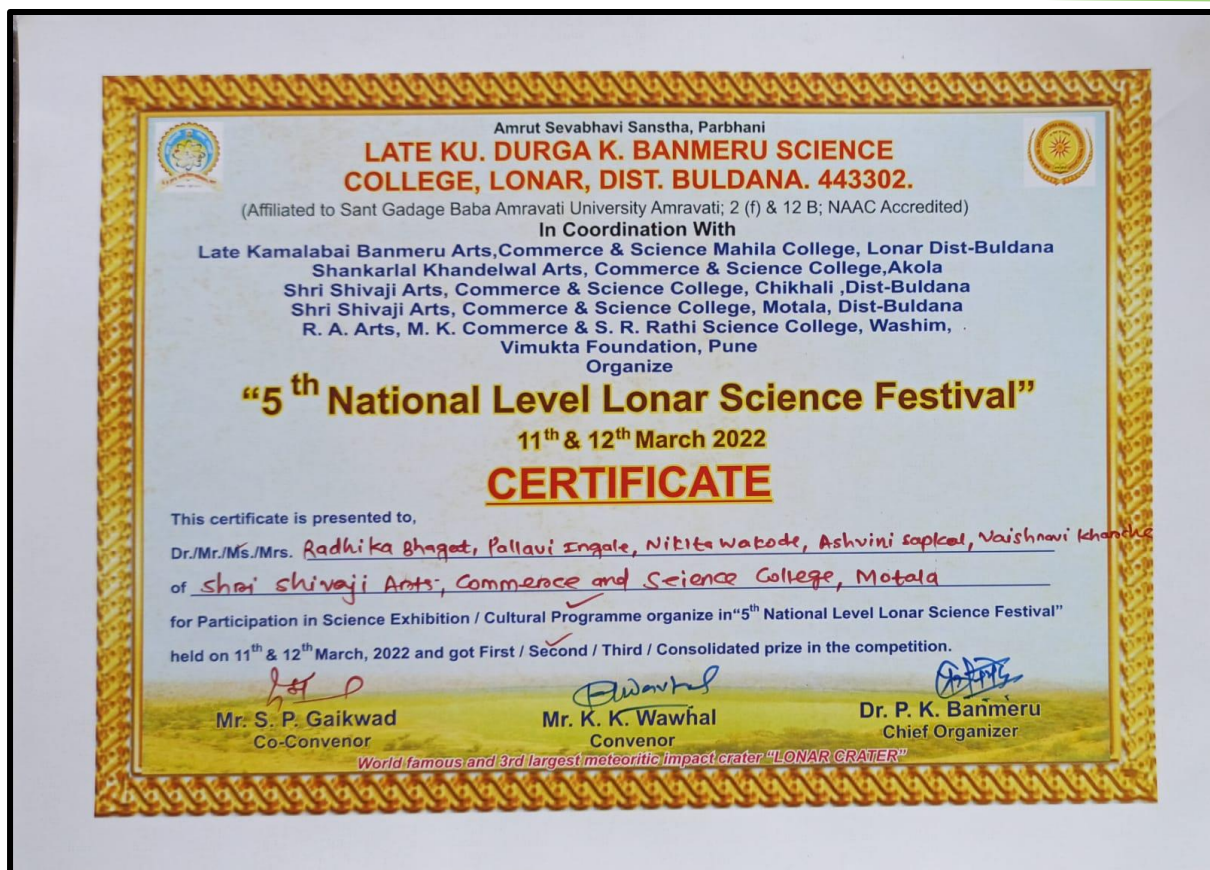 Amrut Sevabhavi Sanstha, Parbhani
LATE KU. DURGA K. BANMERU SCIENCE
COLLEGE, LONAR, DIST. BULDANA. 443302.
(Affiliated to Sant Gadage Baba Amravati University Amravati; 2 (f) & 12 B; NAAC Accredited)
In Coordination With
Late Kamalabai Banmeru Arts,Commerce & Science Mahila College, Lonar Dist-Buldana
Shankarlal Khandelwal Arts, Commerce & Science College,Akola
Shri Shivaji Arts, Commerce & Science College, Chikhali ,Dist-Buldana
Shri Shivaji Arts, Commerce & Science College, Motala, Dist-Buldana
R. A. Arts, M. K. Commerce & S. R. Rathi Science College, Washim,
Vimukta Foundation, Pune
Organize
“5 th National Level Lonar Science Festival”
11th & 12th March 2022
CERTIFICATE
This certificate is presented to,
Dr./Mr./Ms./Mrs. Radhika Bhagat, Pallavi Ingale, Nikita Wakode, Ashvini Sapkal, Vaishnavi Kharche
of Shri Shivaji Arts, Commerce and Science College, Motala
for Participation in Science Exhibition / Cultural Programme organize in“5th National Level Lonar Science Festival”
held on 11th & 12th March, 2022 and got First / Second / Third / Consolidated prize in the competition.
Mr. S. P. Gaikwad
Co-Convenor
Mr. K. K. Wawhal
Convenor
Dr. P. K. Banmeru
Chief Organizer
World famous and 3rd largest meteoritic impact crater “LONAR CRATER”